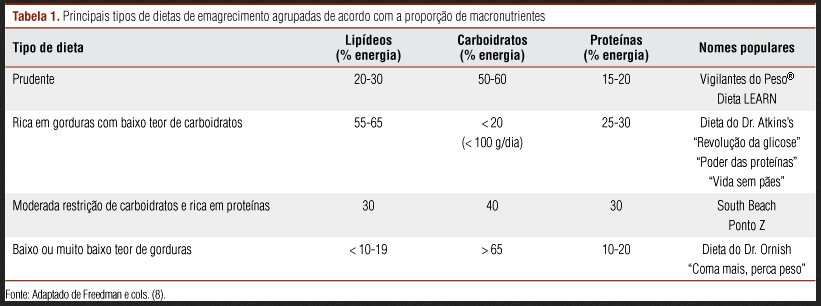 Tabela 1. Principais tipos de dietas de emagrecimento agrupadas de acordo com a proporção de macronutrientes
Tipo de dieta Lipídeos (% energia) Carboidratos (% energia) Proteínas (% energia) Nomes populares
Prudente 20-30 50-60 15-20 Vigilantes do Peso®
Dieta LEARN
Rica em gorduras com baixo teor de carboidratos 55-65 < 20 25-30 Dieta do Dr. Atkins's
(< 100 g/dia) “Revolução da glicose”
“Poder das proteínas”
“Vida sem pães”
Moderada restrição de carboidratos e rica em proteínas 30 40 30 South Beach
Ponto Z
Baixo ou muito baixo teor de gorduras < 10-19 > 65 10-20 Dieta do Dr. Ornish
“Coma mais, perca peso”
Fonte: Adaptado de Freedman e cols. (8).